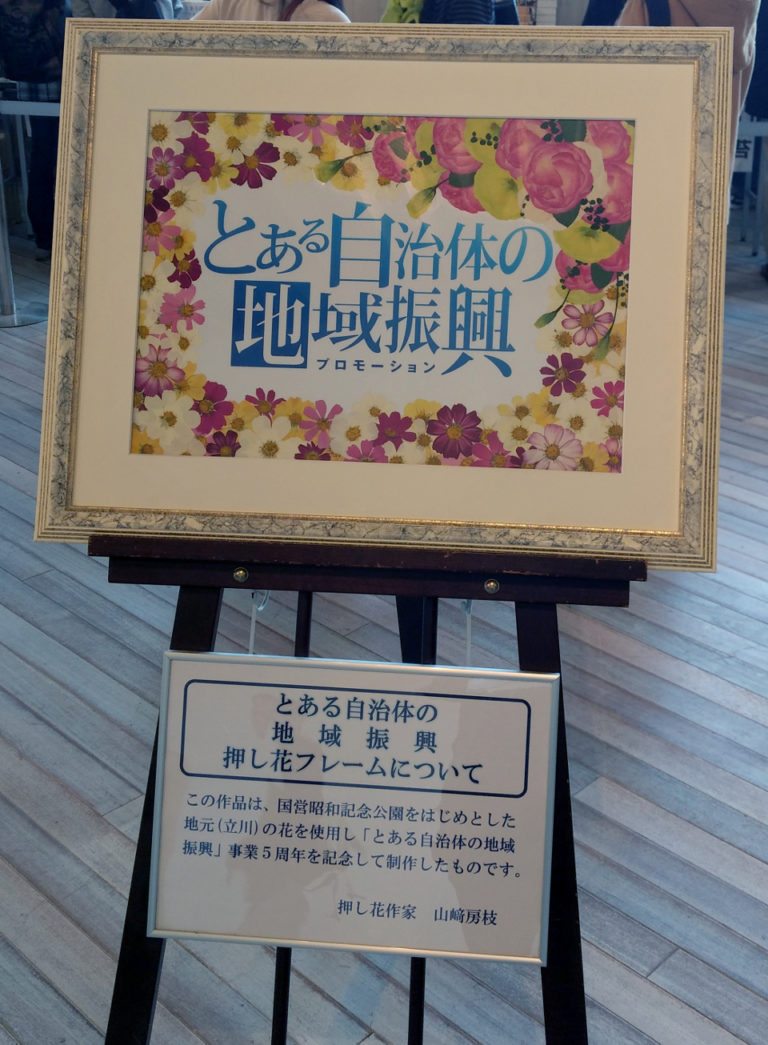 とある自治体の
地域振興
プロモーション
とある自治体の
地域振興
押し花フレームについて
この作品は、国営昭和記念公園をはじめとした
地元(立川)の花を使用し「とある自治体の地域
振興」事業5周年を記念して制作したものです。
押し花作家 山﨑房枝